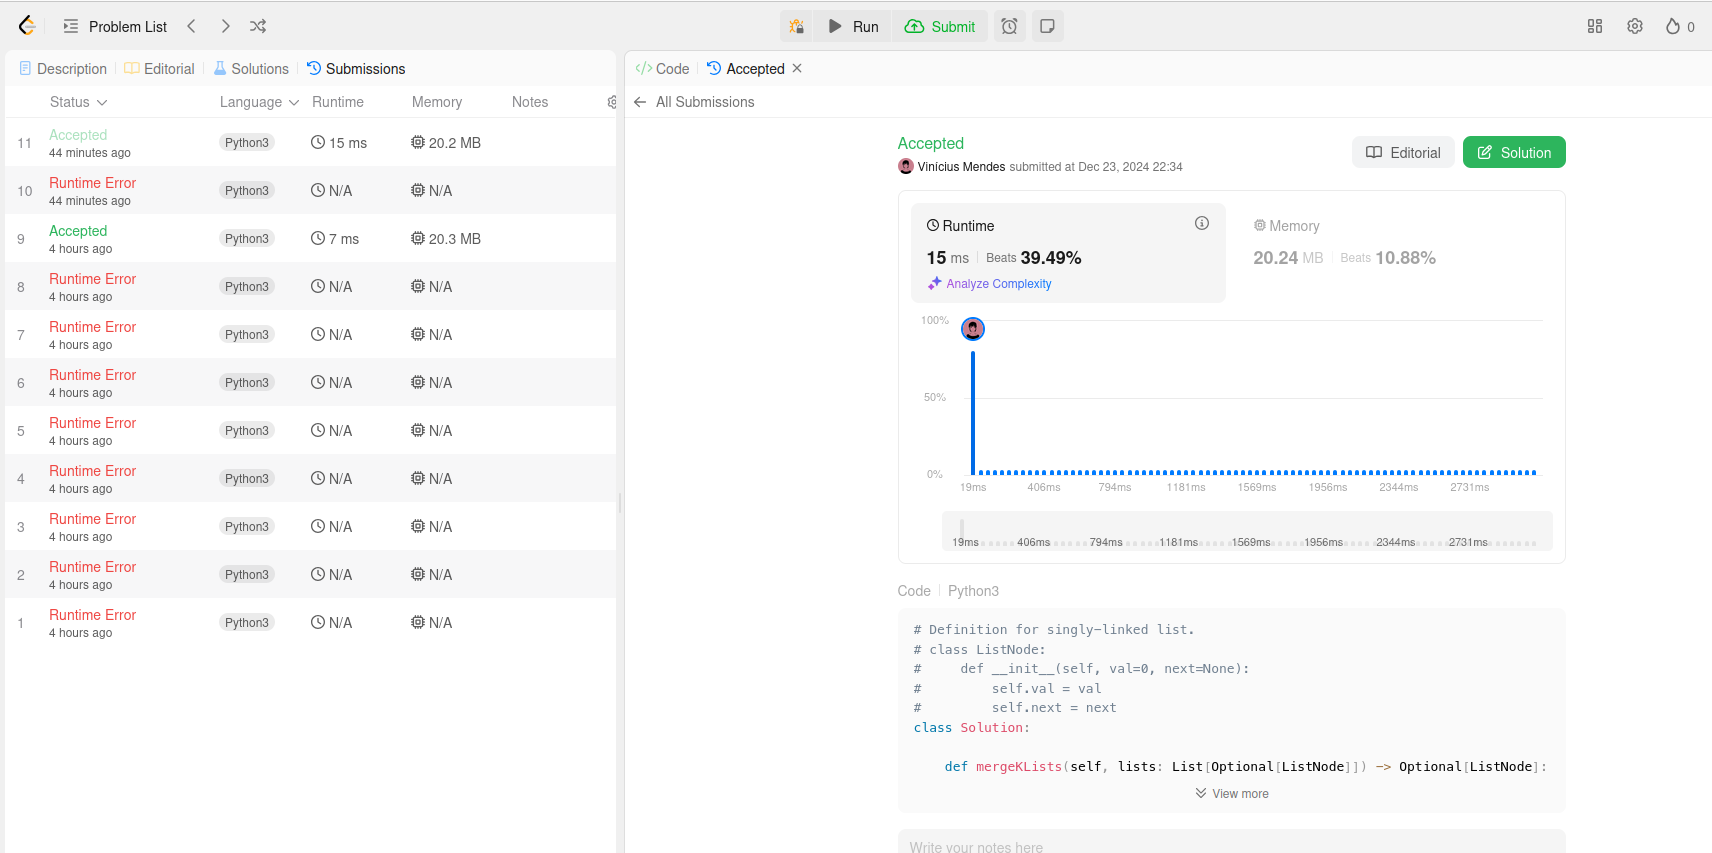 Problem List
Run
Submit
0
Description
Editorial
Solutions
Submissions
Status Language Runtime Memory Notes
11 Accepted Python3 15 ms 20.2 MB
44 minutes ago
10 Runtime Error Python3 N/A N/A
44 minutes ago
9 Accepted Python3 7 ms 20.3 MB
4 hours ago
8 Runtime Error Python3 N/A N/A
4 hours ago
7 Runtime Error Python3 N/A N/A
4 hours ago
6 Runtime Error Python3 N/A N/A
4 hours ago
5 Runtime Error Python3 N/A N/A
4 hours ago
4 Runtime Error Python3 N/A N/A
4 hours ago
3 Runtime Error Python3 N/A N/A
4 hours ago
2 Runtime Error Python3 N/A N/A
4 hours ago
1 Runtime Error Python3 N/A N/A
4 hours ago
</> Code
Accepted
All Submissions
Accepted
Vinícius Mendes submitted at Dec 23, 2024 22:34
Editorial
Solution
Runtime
15 ms Beats 39.49%
Analyze Complexity
Memory
20.24 MB Beats 10.88%
100%
50%
0%
19ms 406ms 794ms 1181ms 1569ms 1956ms 2344ms 2731ms
19ms 406ms 794ms 1181ms 1569ms 1956ms 2344ms 2731ms
Code Python3
# Definition for singly-linked list.
# class ListNode:
#     def __init__(self, val=0, next=None):
#         self.val = val
#         self.next = next
class Solution:
    def mergeKLists(self, lists: List[Optional[ListNode]]) -> Optional[ListNode]:
View more
Write your notes here